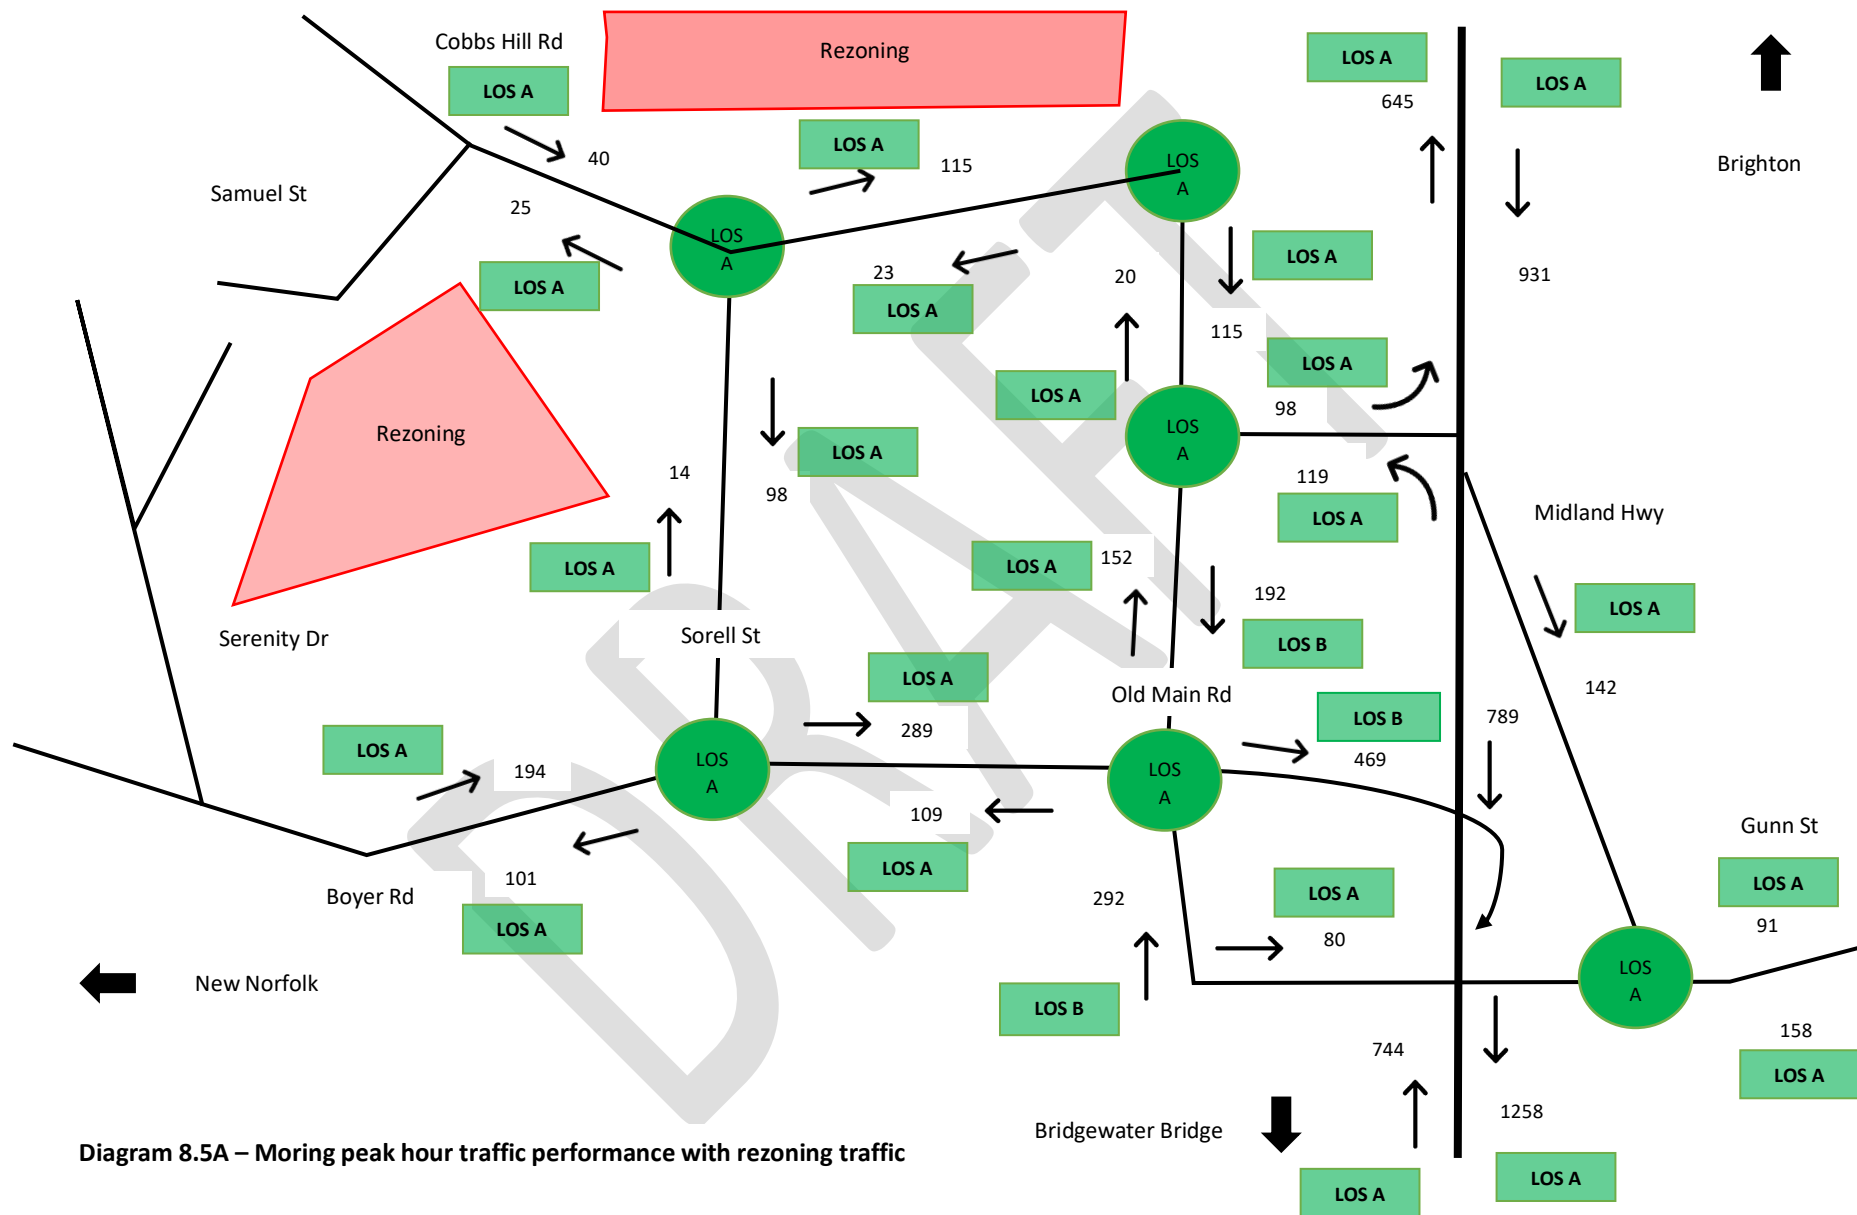 Cobbs Hill Rd
Rezoning
LOS A
LOS A
LOS A
645
Brighton
LOS A
40
115
LOS
A
Samuel St
25
LOS
A
LOS A
LOS A
23
LOS A
20
LOS A
931
115
LOS A
98
LOS A
LOS
A
Rezoning
LOS A
14
98
119
LOS A
Midland Hwy
LOS A
LOS A
152
192
LOS A
Serenity Dr
Sorell St
LOS B
LOS A
289
Old Main Rd
142
LOS B
469
789
LOS A
194
LOS
A
LOS
A
109
LOS A
Gunn St
LOS A
91
101
Boyer Rd
LOS A
292
LOS A
80
New Norfolk
LOS B
LOS
A
158
LOS A
744
1258
Bridgewater Bridge
LOS A
LOS A
Diagram 8.5A – Moring peak hour traffic performance with rezoning traffic
DRAFT